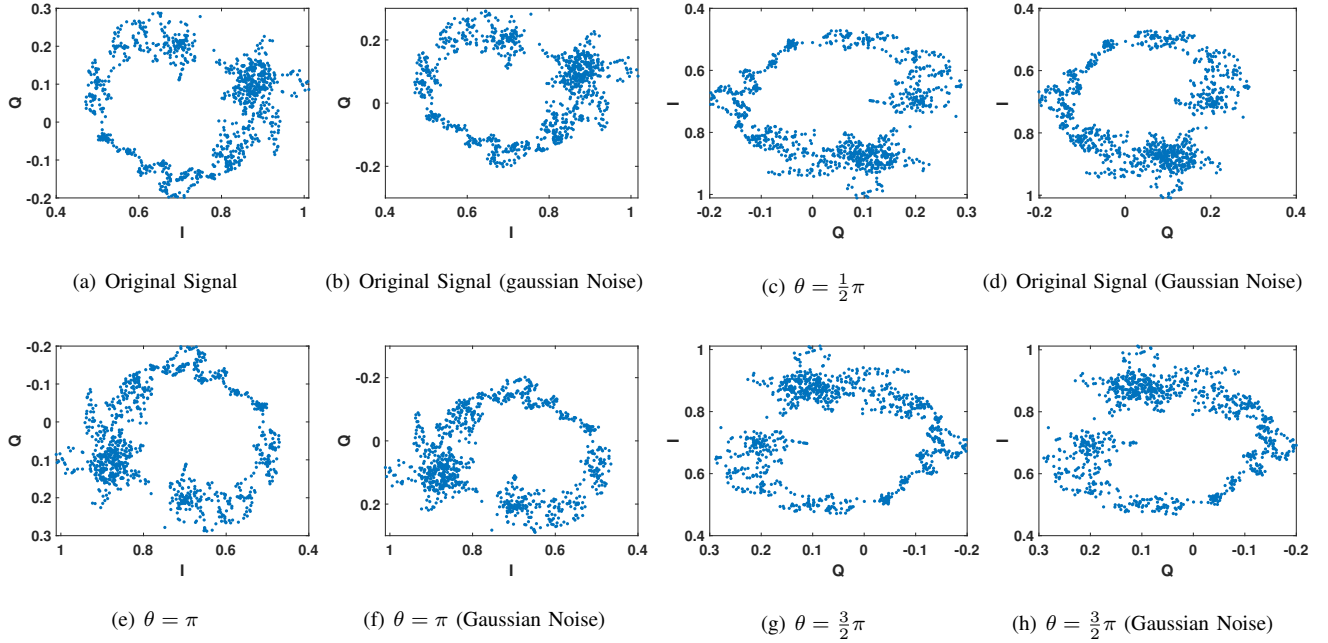 0.3
0.2
0.1
0
-0.1
-0.2
Q
0.4 0.6 0.8 1
I
(a) Original Signal
0.2
0
-0.2
Q
0.4 0.6 0.8 1
I
(b) Original Signal (gaussian Noise)
0.4
0.6
0.8
1
I
-0.2 -0.1 0 0.1 0.2 0.3
Q
(c) θ = 1/2 π
0.4
0.6
0.8
1
I
-0.2 0 0.2 0.4
Q
(d) Original Signal (Gaussian Noise)
-0.2
-0.1
0
0.1
0.2
0.3
Q
1 0.8 0.6 0.4
I
(e) θ = π
-0.2
0
0.2
Q
1 0.8 0.6 0.4
I
(f) θ = π (Gaussian Noise)
1
0.8
0.6
0.4
I
0.3 0.2 0.1 0 -0.1 -0.2
Q
(g) θ = 3/2 π
1
0.8
0.6
0.4
I
0.3 0.2 0.1 0 -0.1 -0.2
Q
(h) θ = 3/2 π (Gaussian Noise)